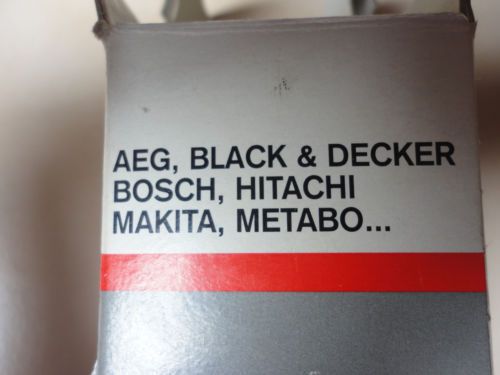 AEG, BLACK & DECKER
BOSCH, HITACHI
MAKITA, METABO...